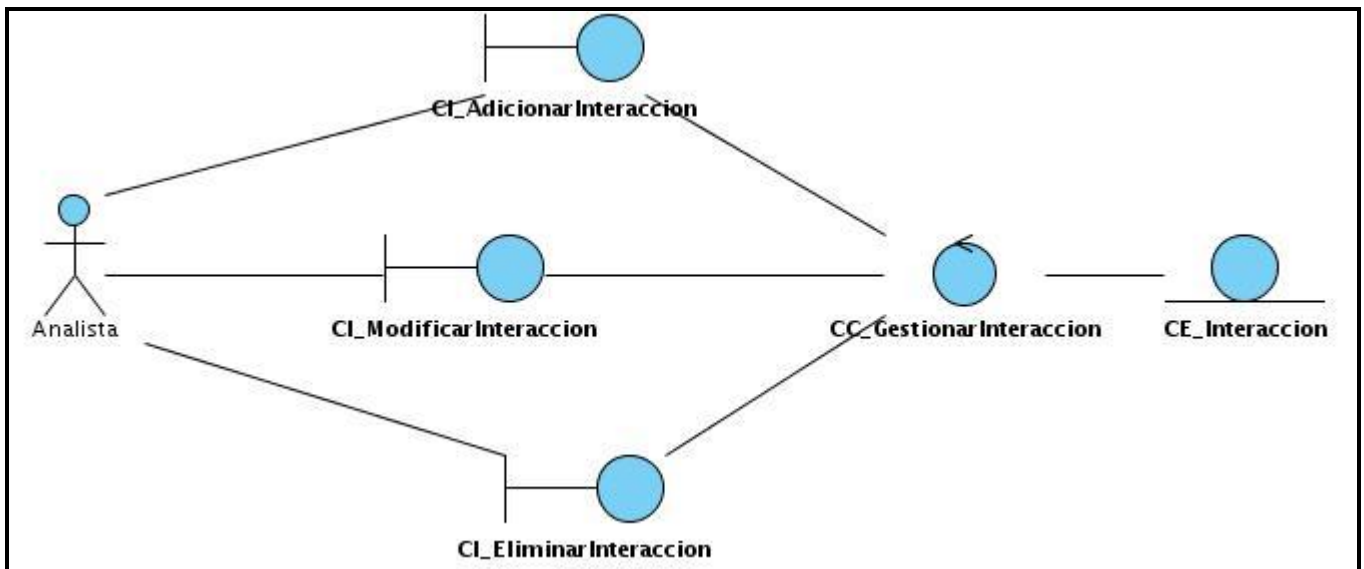 CI_AdicionarInteraccion
Analista
CI_ModificarInteraccion
CC_GestionarInteraccion
CE_Interaccion
CI_EliminarInteraccion